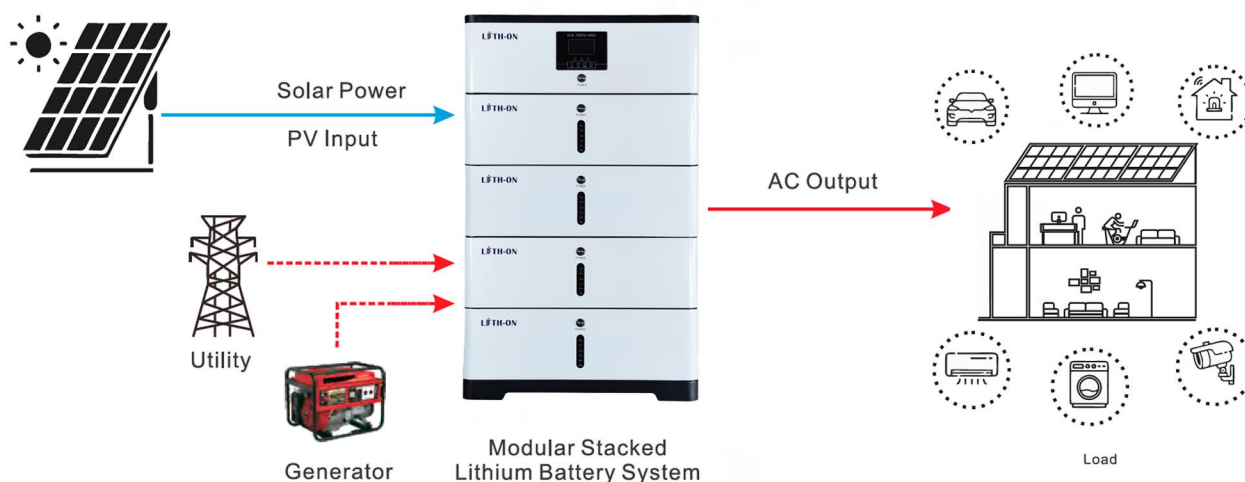 Solar Power
PV Input
Utility
Generator
LITH-ON
LITH-ON
LITH-ON
LITH-ON
LITH-ON
Modular Stacked
Lithium Battery System
AC Output
Load